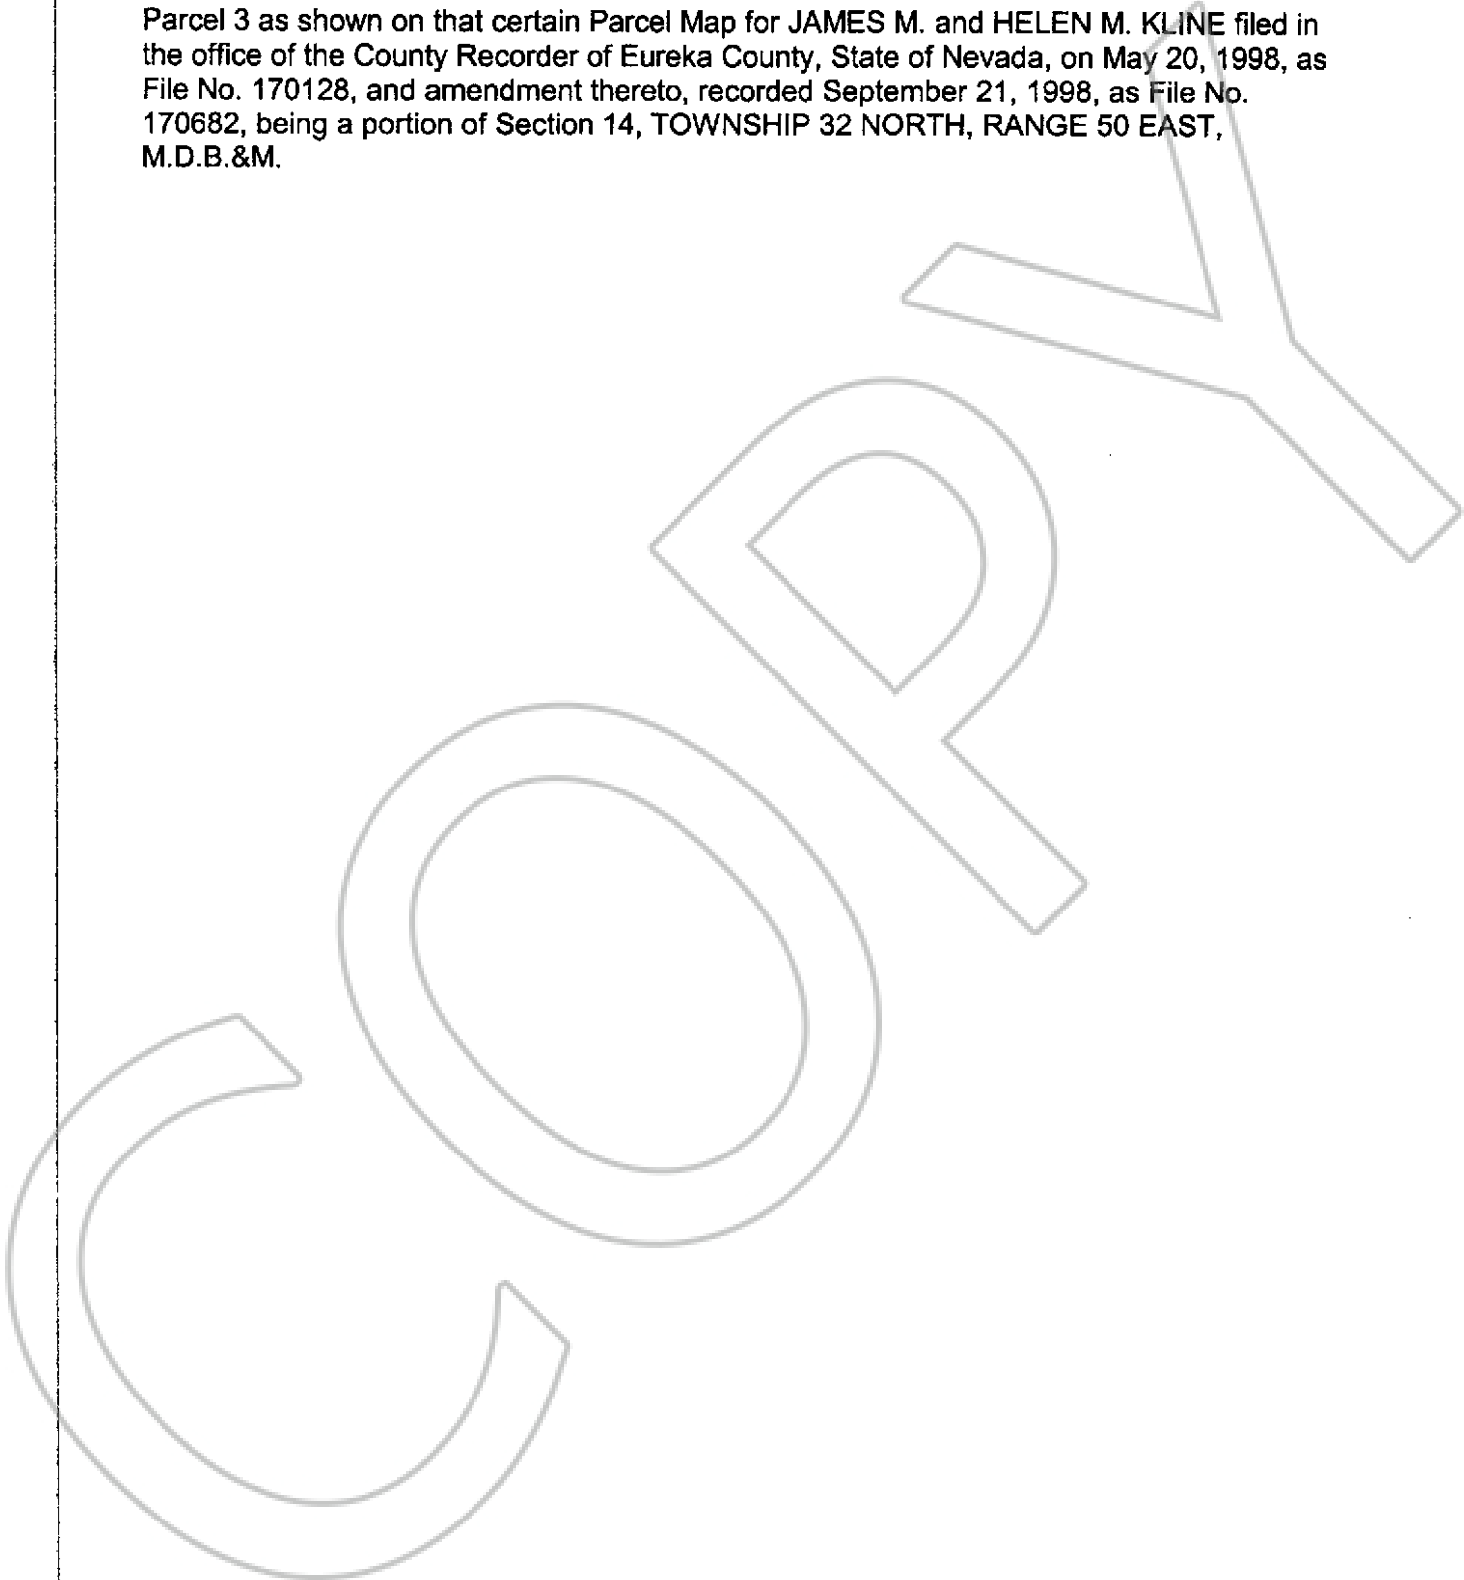 Parcel 3 as shown on that certain Parcel Map for JAMES M. and HELEN M. KLINE filed in
the office of the County Recorder of Eureka County, State of Nevada, on May 20, 1998, as
File No. 170128, and amendment thereto, recorded September 21, 1998, as File No.
170682, being a portion of Section 14, TOWNSHIP 32 NORTH, RANGE 50 EAST,
M.D.B.&M.
COPY